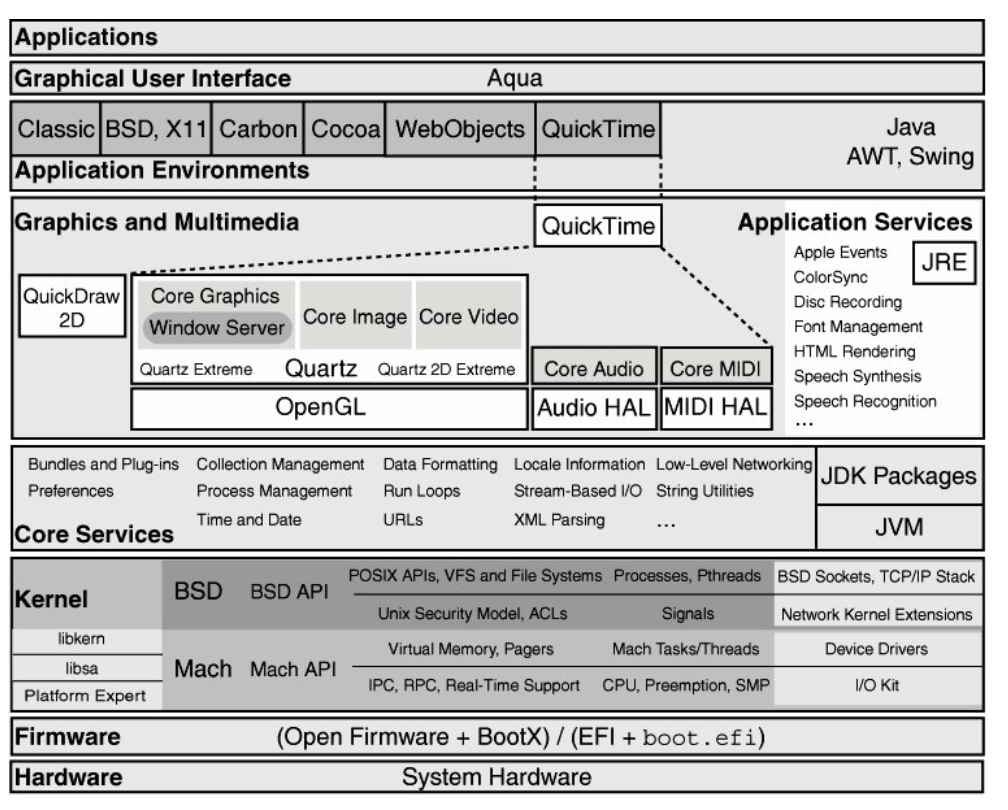 Applications
Graphical User Interface Aqua
Classic BSD, X11 Carbon Cocoa WebObjects QuickTime
Java
AWT, Swing
Application Environments
Graphics and Multimedia
QuickTime
Application Services
JRE
Apple Events
ColorSync
Disc Recording
Font Management
HTML Rendering
Speech Synthesis
Speech Recognition
...
QuickDraw
2D
Core Graphics
Window Server
Core Image
Core Video
Quartz Extreme Quartz Quartz 2D Extreme
Core Audio
Core MIDI
OpenGL
Audio HAL
MIDI HAL
Bundles and Plug-ins Collection Management Data Formatting Locale Information Low-Level Networking
Preferences Process Management Run Loops Stream-Based I/O String Utilities
Time and Date URLs XML Parsing ...
Core Services
JDK Packages
JVM
Kernel
BSD BSD API
POSIX APIs, VFS and File Systems Processes, Pthreads BSD Sockets, TCP/IP Stack
Unix Security Model, ACLs Signals Network Kernel Extensions
libkern
libsa
Platform Expert
Mach Mach API
Virtual Memory, Pagers Mach Tasks/Threads Device Drivers
IPC, RPC, Real-Time Support CPU, Preemption, SMP I/O Kit
Firmware (Open Firmware + BootX) / (EFI + boot.efi)
Hardware System Hardware